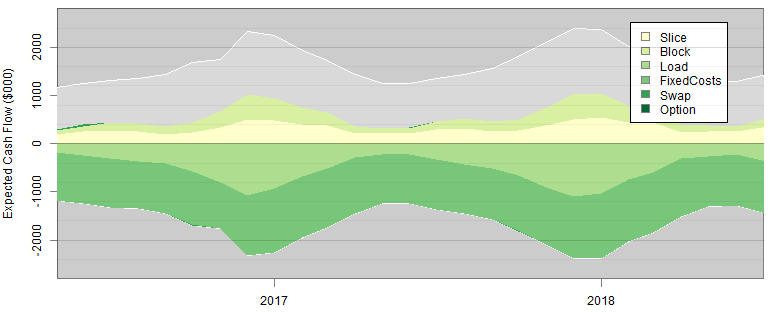 Expected Cash Flow ($000)
2000
1000
0
-1000
-2000
Slice
Block
Load
FixedCosts
Swap
Option
2017
2018